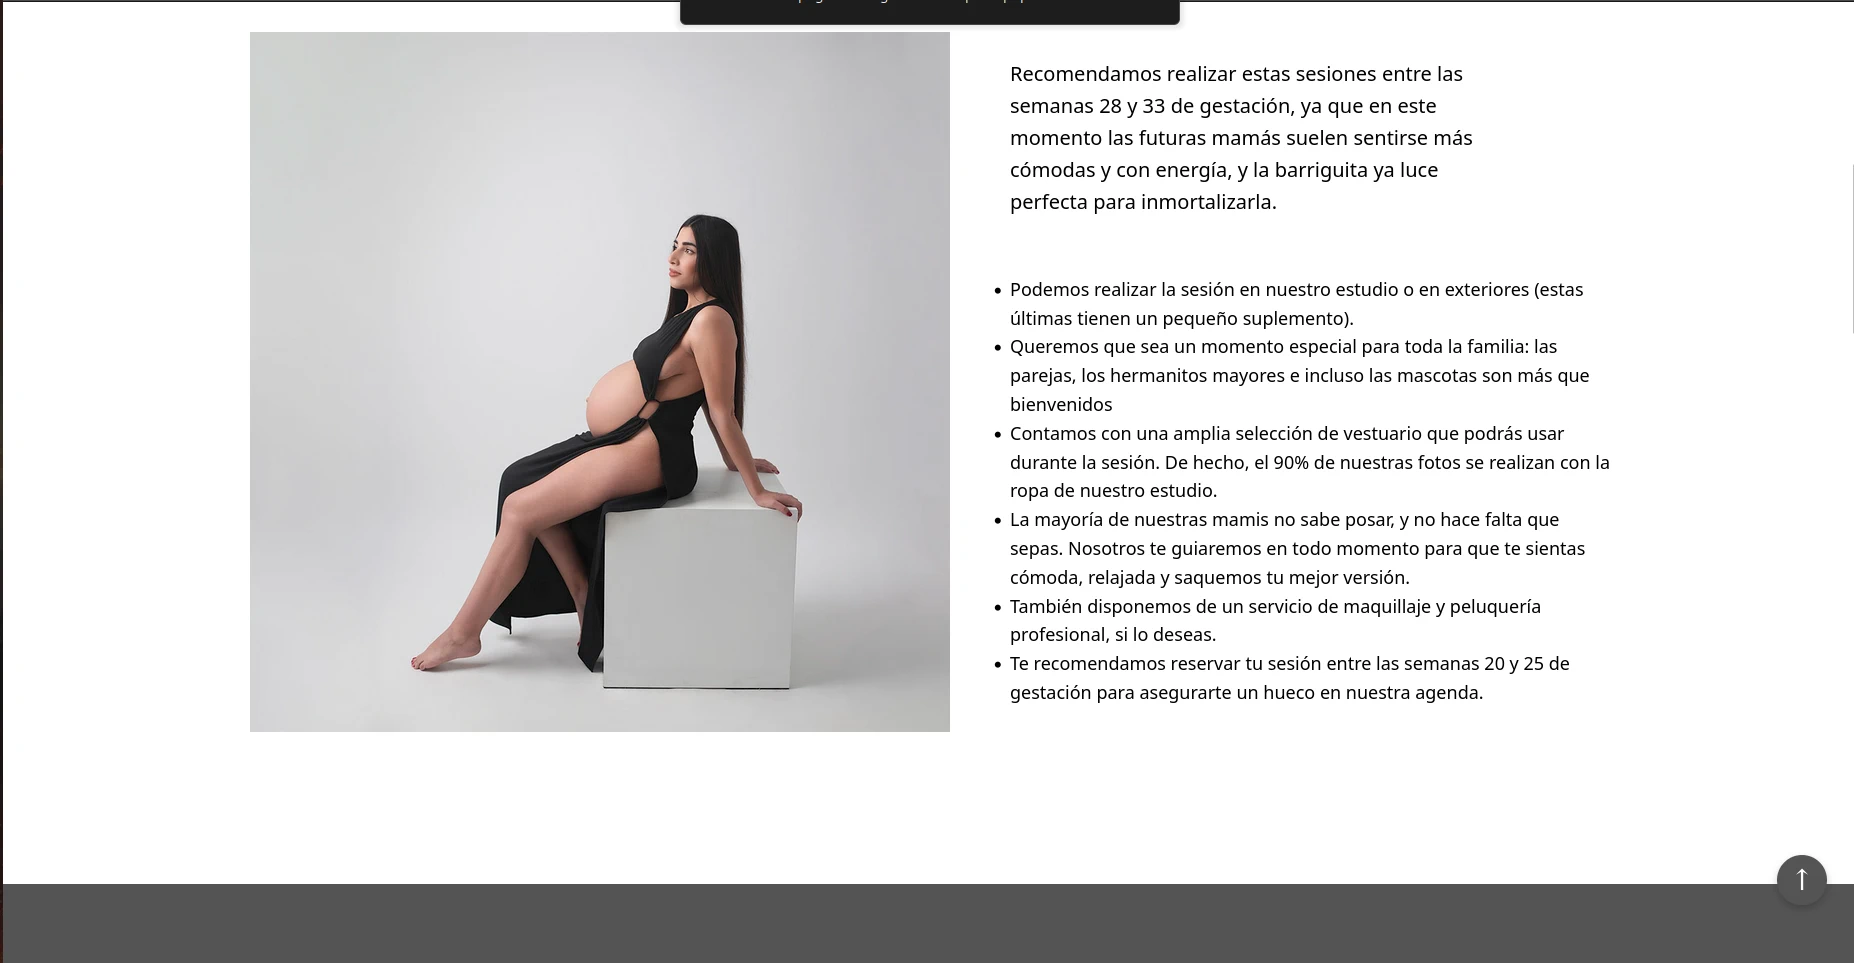 Recomendamos realizar estas sesiones entre las
semanas 28 y 33 de gestación, ya que en este
momento las futuras mamás suelen sentirse más
cómodas y con energía, y la barriguita ya luce
perfecta para inmortalizarla.
• Podemos realizar la sesión en nuestro estudio o en exteriores (estas
últimas tienen un pequeño suplemento).
• Queremos que sea un momento especial para toda la familia: las
parejas, los hermanitos mayores e incluso las mascotas son más que
bienvenidos
• Contamos con una amplia selección de vestuario que podrás usar
durante la sesión. De hecho, el 90% de nuestras fotos se realizan con la
ropa de nuestro estudio.
• La mayoría de nuestras mamis no sabe posar, y no hace falta que
sepas. Nosotros te guiaremos en todo momento para que te sientas
cómoda, relajada y saquemos tu mejor versión.
• También disponemos de un servicio de maquillaje y peluquería
profesional, si lo deseas.
• Te recomendamos reservar tu sesión entre las semanas 20 y 25 de
gestación para asegurarte un hueco en nuestra agenda.